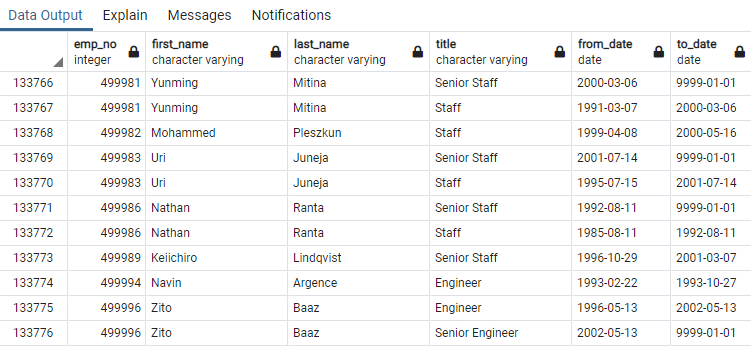 Data Output Explain Messages Notifications
emp_no first_name last_name title from_date to_date
integer character varying character varying character varying date date
133766 499981 Yunming Mitina Senior Staff 2000-03-06 9999-01-01
133767 499981 Yunming Mitina Staff 1991-03-07 2000-03-06
133768 499982 Mohammed Pleszkun Staff 1999-04-08 2000-05-16
133769 499983 Uri Juneja Senior Staff 2001-07-14 9999-01-01
133770 499983 Uri Juneja Staff 1995-07-15 2001-07-14
133771 499986 Nathan Ranta Senior Staff 1992-08-11 9999-01-01
133772 499986 Nathan Ranta Staff 1985-08-11 1992-08-11
133773 499989 Keiichiro Lindqvist Senior Staff 1996-10-29 2001-03-07
133774 499994 Navin Argence Engineer 1993-02-22 1993-10-27
133775 499996 Zito Baaz Engineer 1996-05-13 2002-05-13
133776 499996 Zito Baaz Senior Engineer 2002-05-13 9999-01-01